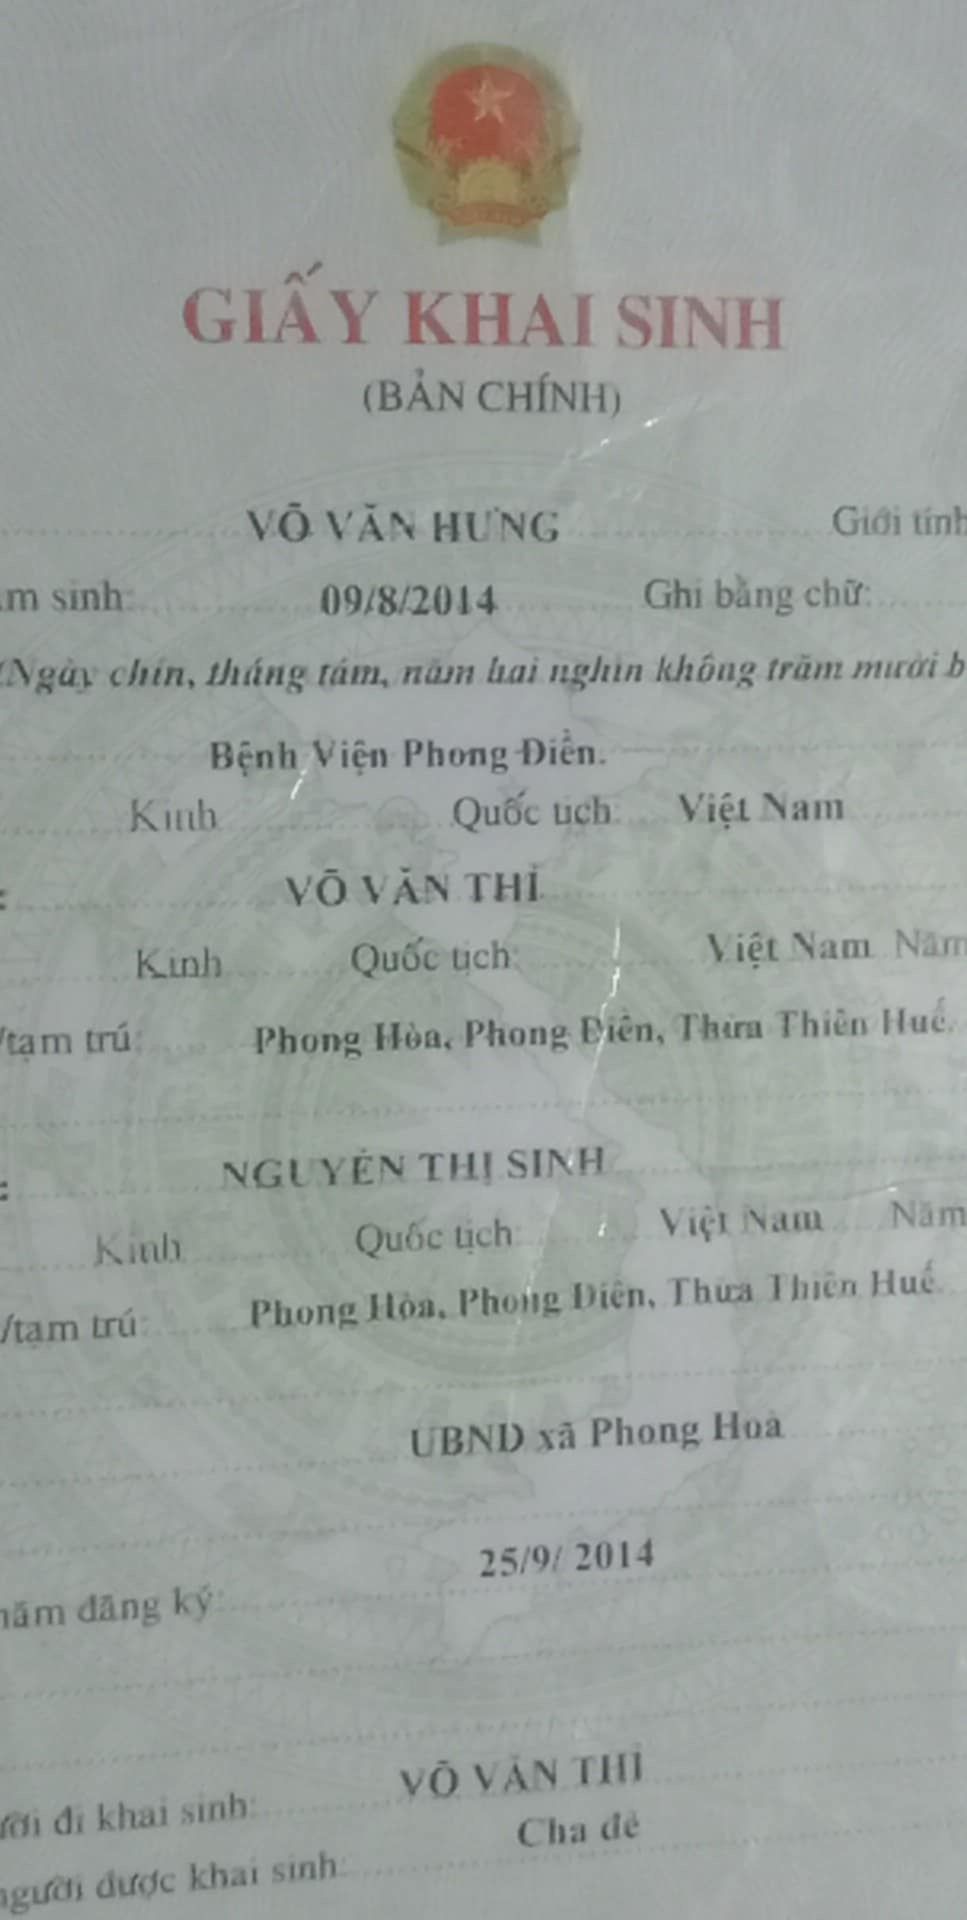 GIẤY KHAI SINH
(BẢN CHÍNH)
VÕ VĂN HƯNG Giới tính
m sinh: 09/8/2014 Ghi bằng chữ:
(Ngày chín, tháng tám, năm hai nghìn không trăm mười b
Bệnh Viện Phong Điền.
Kinh Quốc tịch: Việt Nam
: VÕ VĂN THỈ
Kinh Quốc tịch: Việt Nam Năm
/tạm trú: Phong Hòa, Phong Điền, Thừa Thiên Huế.
: NGUYỄN THỊ SINH
Kinh Quốc tịch: Việt Nam Năm
/tạm trú: Phong Hòa, Phong Điền, Thừa Thiên Huế
UBND xã Phong Hoà
25/9/ 2014
năm đăng ký:
VÕ VĂN THỈ
ười đi khai sinh:
Cha đẻ
người được khai sinh: